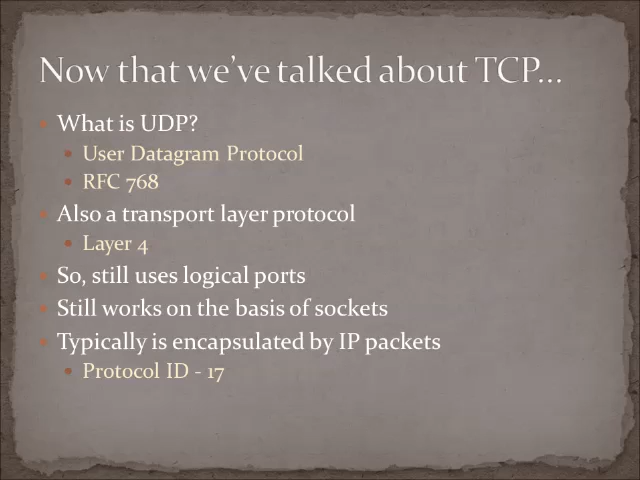 Now that we've talked about TCP...
What is UDP?
User Datagram Protocol
RFC 768
Also a transport layer protocol
Layer 4
So, still uses logical ports
Still works on the basis of sockets
Typically is encapsulated by IP packets
Protocol ID - 17